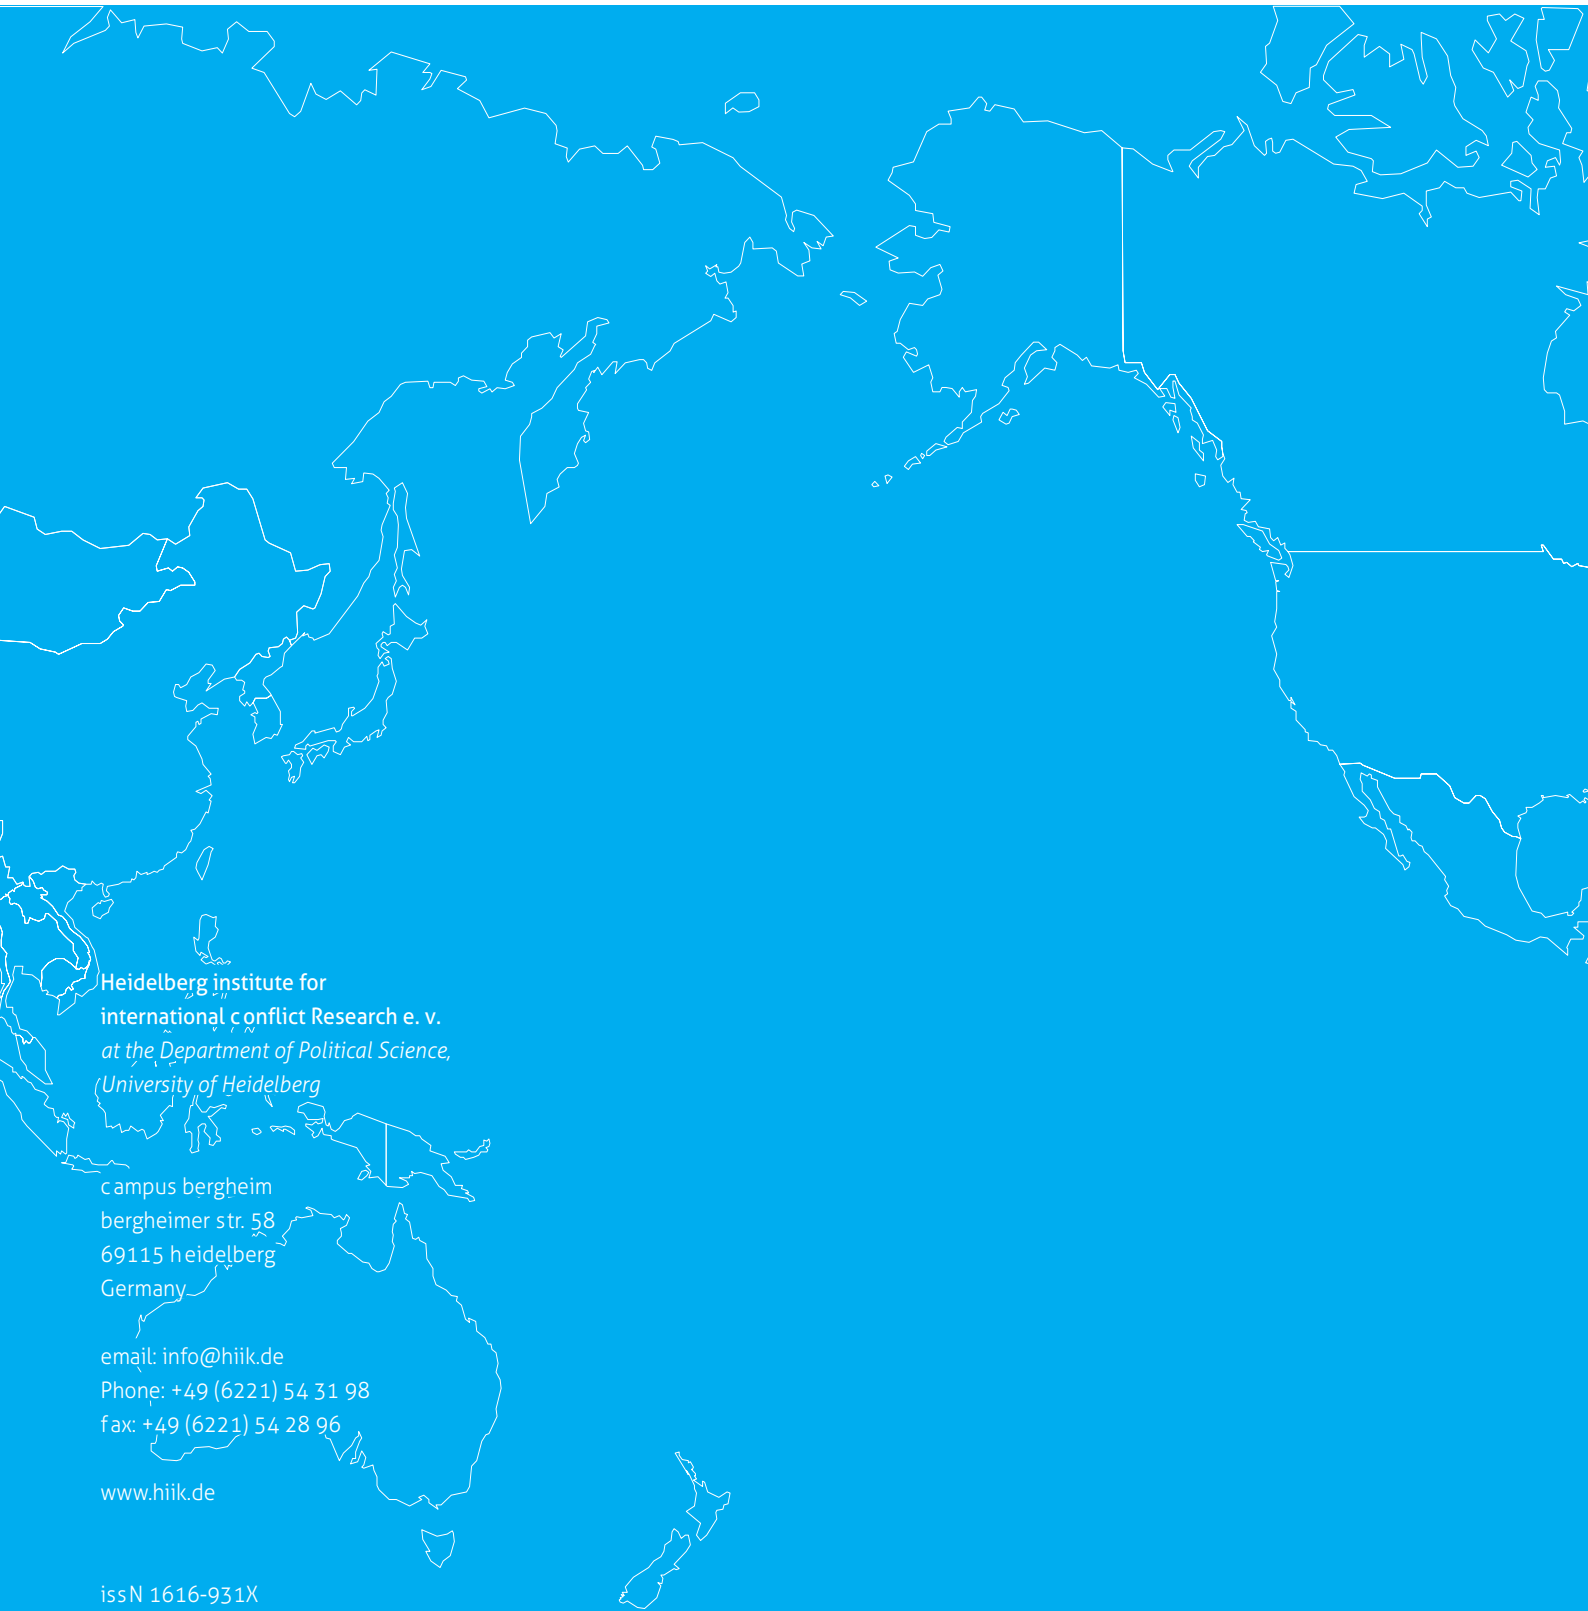 Heidelberg institute for
international conflict Research e. v.
at the Department of Political Science,
University of Heidelberg
campus bergheim
bergheimer str. 58
69115 heidelberg
Germany
email: info@hiik.de
Phone: +49 (6221) 54 31 98
fax: +49 (6221) 54 28 96
www.hiik.de
issN 1616-931X